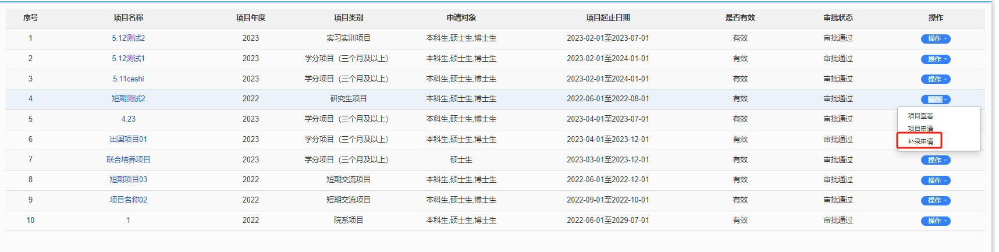 序号 项目名称 项目年度 项目类别 申请对象 项目起止日期 是否有效 审批状态 操作
1 5.12测试2 2023 实习实训项目 本科生,硕士生,博士生 2023-02-01至2023-07-01 有效 审批通过 操作
2 5.12测试1 2023 学分项目（三个月及以上） 本科生,硕士生,博士生 2023-02-01至2024-01-01 有效 审批通过 操作
3 5.11ceshi 2023 学分项目（三个月及以上） 本科生,硕士生,博士生 2023-02-01至2024-01-01 有效 审批通过 操作
4 短期测试2 2022 研究生项目 本科生,硕士生,博士生 2022-06-01至2022-08-01 有效 审批通过 操作
项目查看
5 4.23 2023 学分项目（三个月及以上） 本科生,硕士生,博士生 2023-04-01至2023-07-01 有效 审批通过
项目申请
6 出国项目01 2023 学分项目（三个月及以上） 本科生,硕士生,博士生 2023-04-01至2023-12-01 有效 审批通过
补录申请
7 联合培养项目 2023 学分项目（三个月及以上） 硕士生 2023-03-01至2023-12-01 有效 审批通过 操作
8 短期项目03 2022 短期交流项目 本科生,硕士生,博士生 2022-06-01至2022-12-01 有效 审批通过 操作
9 项目名称02 2022 短期交流项目 本科生,硕士生,博士生 2022-09-01至2022-10-01 有效 审批通过 操作
10 1 2022 院系项目 本科生,硕士生,博士生 2022-06-01至2029-07-01 有效 审批通过 操作